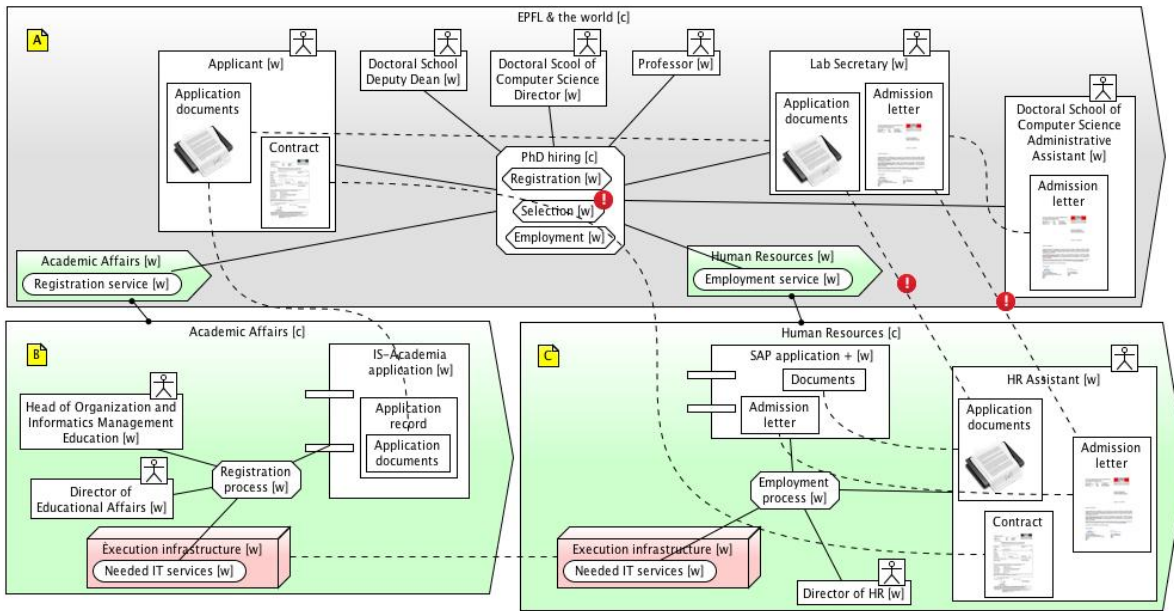 EPFL & the world [c]
A
Applicant [w]
Application
documents
Contract
Doctoral School
Deputy Dean [w]
Doctoral Scool of
Computer Science
Director [w]
Professor [w]
Lab Secretary [w]
Application
documents
Admission
letter
Doctoral School of
Computer Science
Administrative
Assistant [w]
Admission
letter
PhD hiring [c]
Registration [w]
Selection [w]
Employment [w]
!
Academic Affairs [w]
Registration service [w]
Human Resources [w]
Employment service [w]
!
!
Academic Affairs [c]
B
Head of Organization and
Informatics Management
Education [w]
Director of
Educational Affairs [w]
Registration
process [w]
IS-Academia
application [w]
Application
record
Application
documents
Execution infrastructure [w]
Needed IT services [w]
Human Resources [c]
C
SAP application + [w]
Documents
Admission
letter
HR Assistant [w]
Application
documents
Admission
letter
Contract
Employment
process [w]
Execution infrastructure [w]
Needed IT services [w]
Director of HR [w]